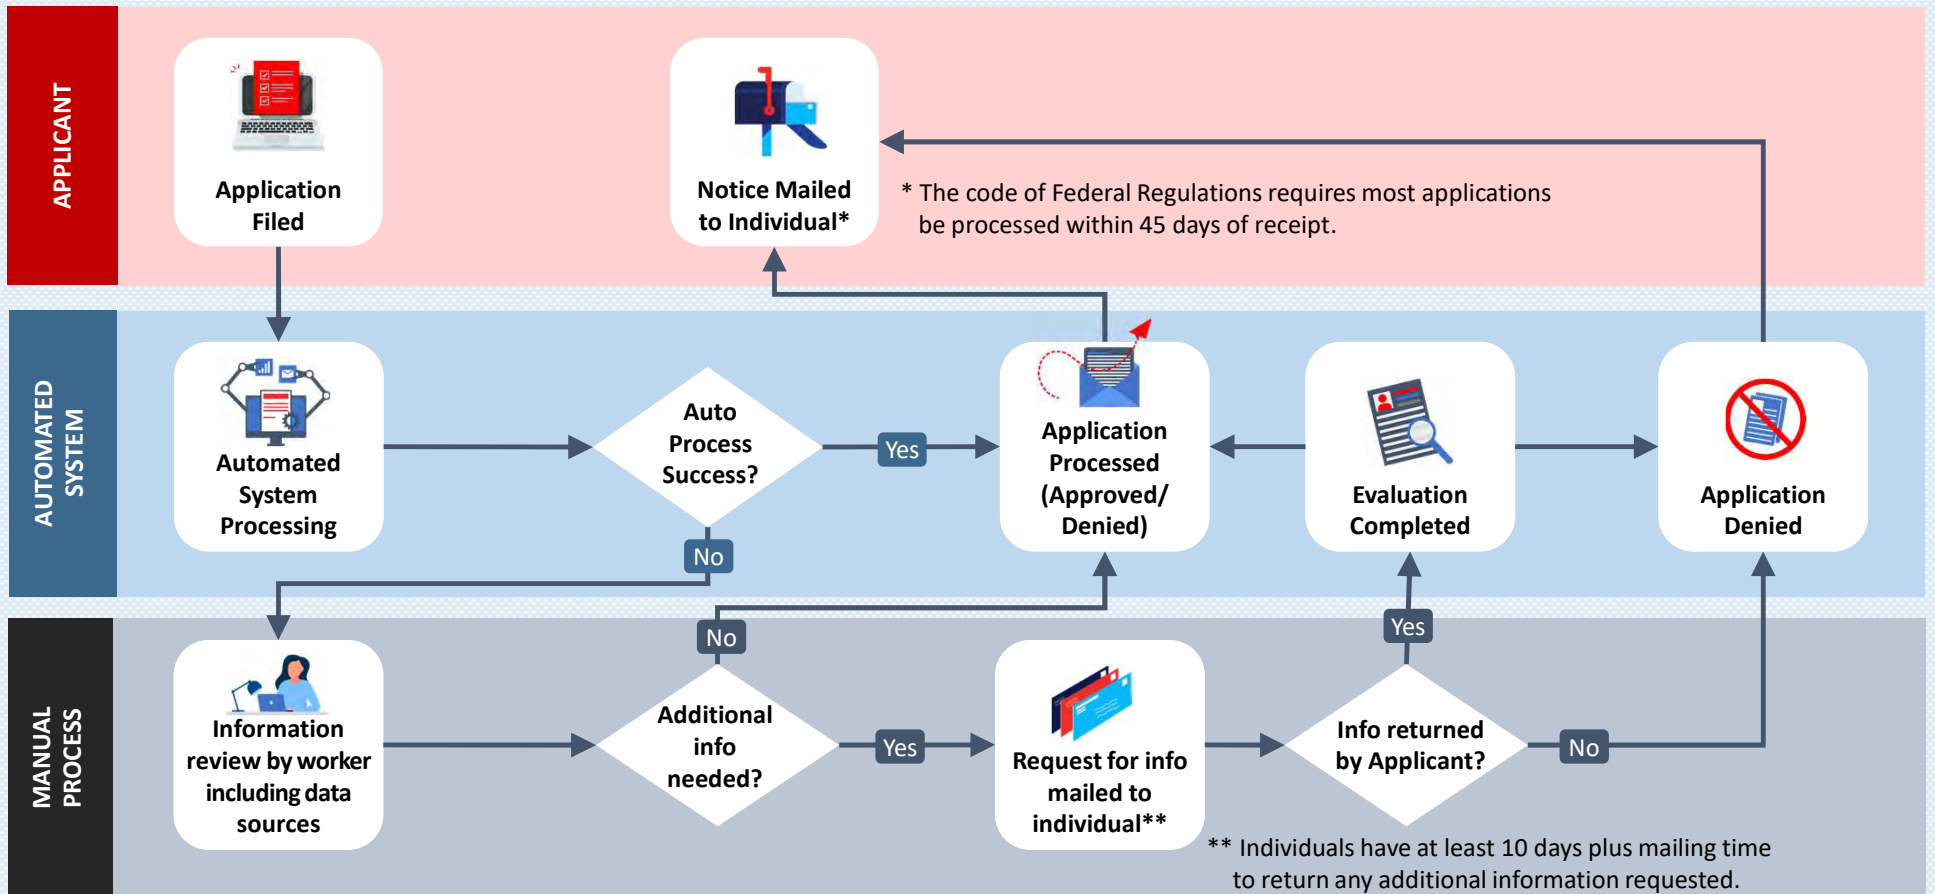 APPLICANT
Application
Filed
Notice Mailed
to Individual*
* The code of Federal Regulations requires most applications
be processed within 45 days of receipt.
AUTOMATED
SYSTEM
Automated
System
Processing
Auto
Process
Success?
Yes
No
Application
Processed
(Approved/
Denied)
Evaluation
Completed
Application
Denied
MANUAL
PROCESS
Information
review by worker
including data
sources
Additional
info
needed?
No
Yes
Request for info
mailed to
individual**
Info returned
by Applicant?
Yes
No
** Individuals have at least 10 days plus mailing time
to return any additional information requested.